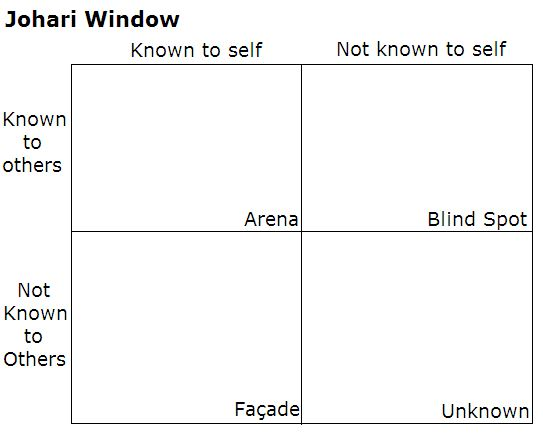 Johari Window
Known to self
Not known to self
Known
to
others
Arena
Blind Spot
Not
Known
to
Others
Façade
Unknown